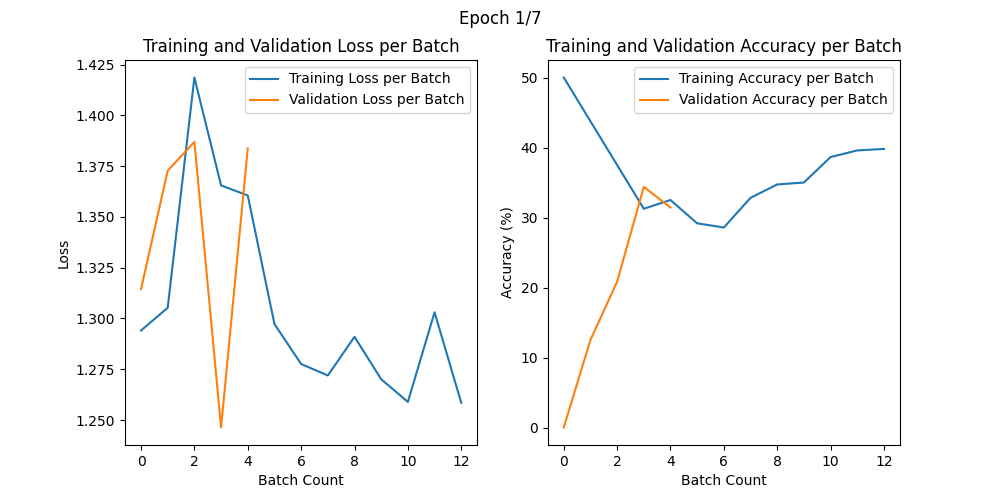 Epoch 1/7
Training and Validation Loss per Batch
Training Loss per Batch
Validation Loss per Batch
1.425
1.400
1.375
1.350
1.325
1.300
1.275
1.250
Loss
0 2 4 6 8 10 12
Batch Count
Training and Validation Accuracy per Batch
Training Accuracy per Batch
Validation Accuracy per Batch
50
40
30
20
10
0
Accuracy (%)
0 2 4 6 8 10 12
Batch Count